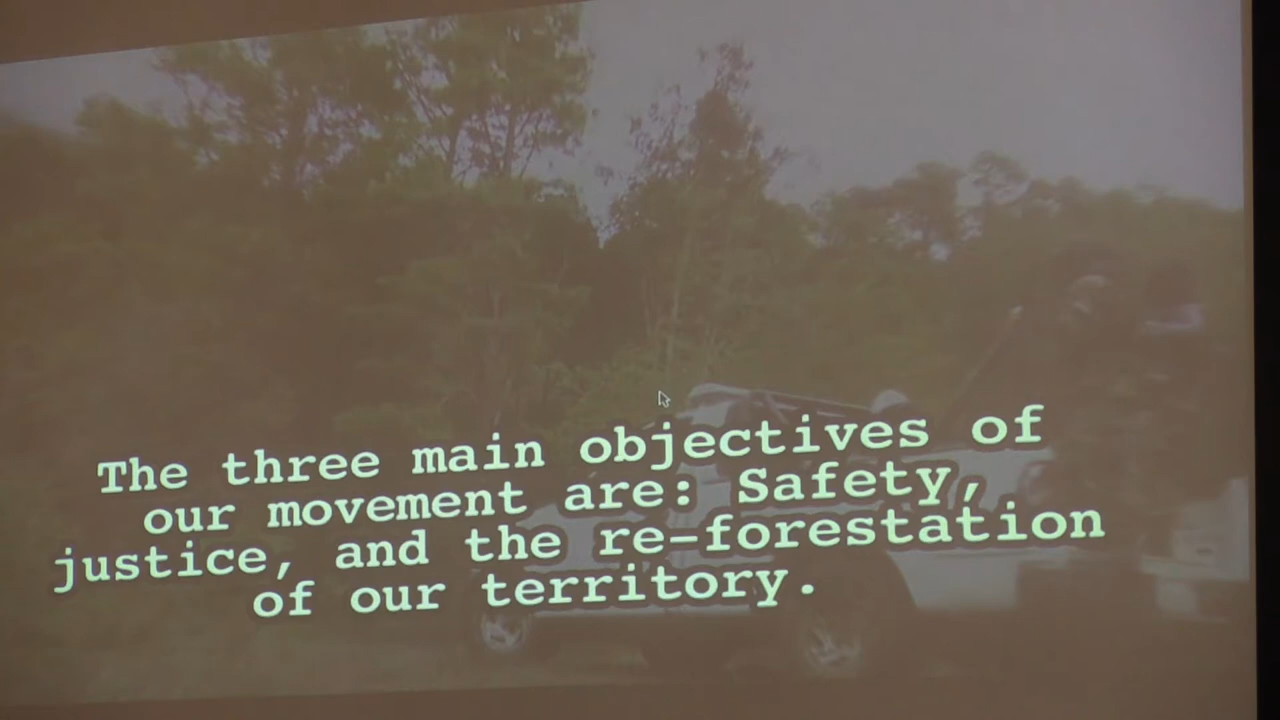 The three main objectives of
our movement are: Safety,
justice, and the re-forestation
of our territory.